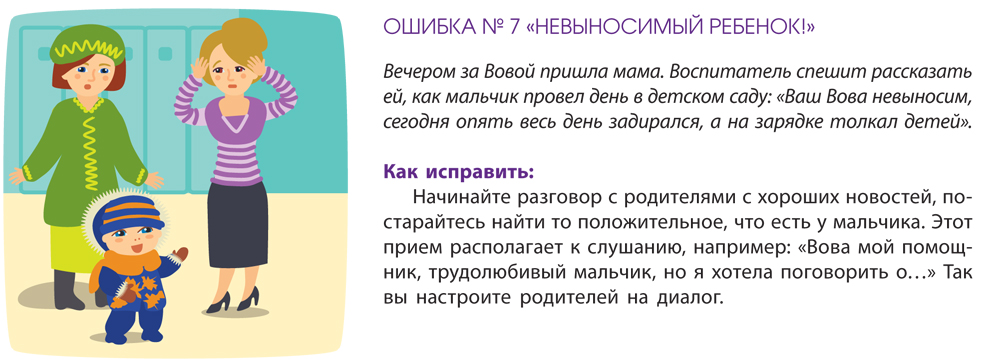 ОШИБКА № 7 «НЕВЫНОСИМЫЙ РЕБЕНОК!»
Вечером за Вовой пришла мама. Воспитатель спешит рассказать
ей, как мальчик провел день в детском саду: «Ваш Вова невыносим,
сегодня опять весь день задирался, а на зарядке толкал детей».
Как исправить:
Начинайте разговор с родителями с хороших новостей, по-
старайтесь найти то положительное, что есть у мальчика. Этот
прием располагает к слушанию, например: «Вова мой помощ-
ник, трудолюбивый мальчик, но я хотела поговорить о…» Так
вы настроите родителей на диалог.